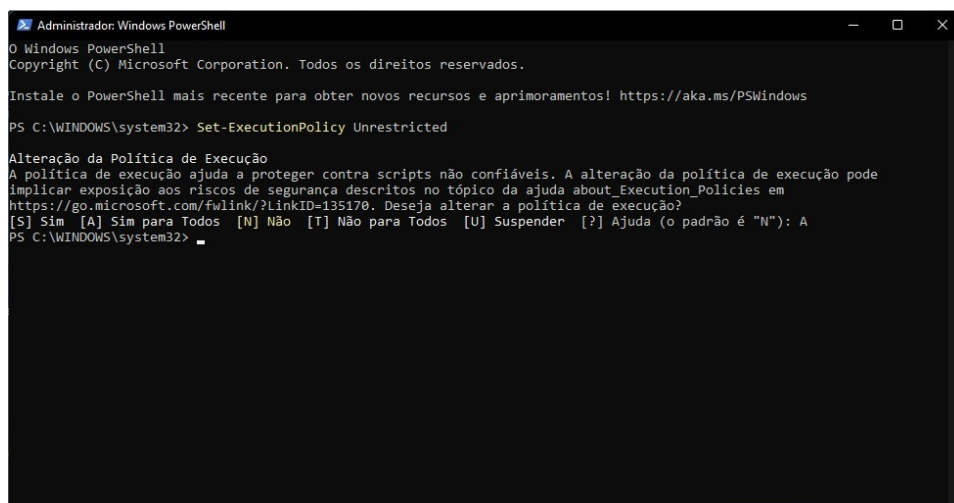 Administrador: Windows PowerShell
O Windows PowerShell
Copyright (C) Microsoft Corporation. Todos os direitos reservados.
Instale o PowerShell mais recente para obter novos recursos e aprimoramentos! https://aka.ms/PSWindows
PS C:\WINDOWS\system32> Set-ExecutionPolicy Unrestricted
Alteração da Política de Execução
A política de execução ajuda a proteger contra scripts não confiáveis. A alteração da política de execução pode
implicar exposição aos riscos de segurança descritos no tópico da ajuda about_Execution_Policies em
https://go.microsoft.com/fwlink/?LinkID=135170. Deseja alterar a política de execução?
[S] Sim  [A] Sim para Todos  [N] Não  [T] Não para Todos  [U] Suspender  [?] Ajuda (o padrão é "N"): A
PS C:\WINDOWS\system32>